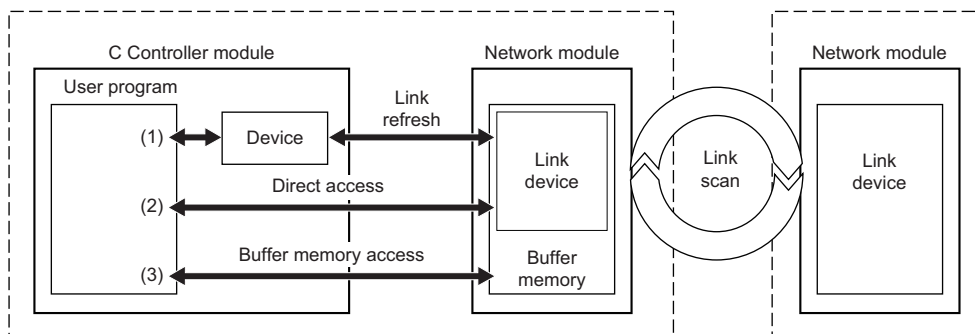 C Controller module
Network module
Network module
User program
Link
refresh
(1)
Device
Link
device
Link
scan
Link
device
Direct access
(2)
Buffer memory access
(3)
Buffer
memory